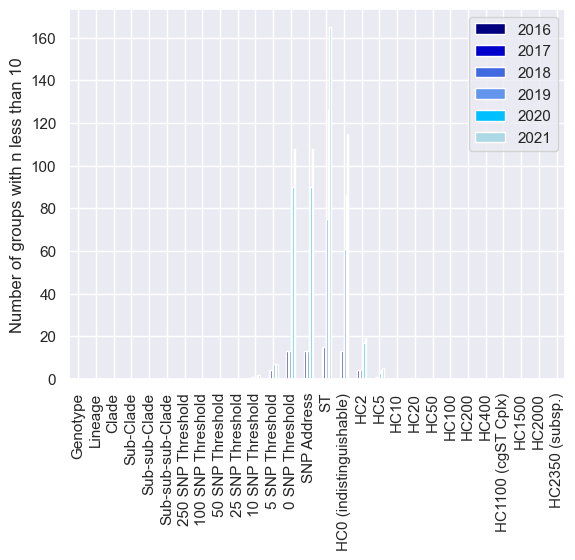 Number of groups with n less than 10
160
140
120
100
80
60
40
20
0
2016
2017
2018
2019
2020
2021
Genotype
Lineage
Clade
Sub-Clade
Sub-sub-Clade
Sub-sub-sub-Clade
250 SNP Threshold
100 SNP Threshold
50 SNP Threshold
25 SNP Threshold
10 SNP Threshold
5 SNP Threshold
0 SNP Threshold
SNP Address
ST
HC0 (indistinguishable)
HC2
HC5
HC10
HC20
HC50
HC100
HC200
HC400
HC1100 (cgST Cplx)
HC1500
HC2000
HC2350 (subsp.)